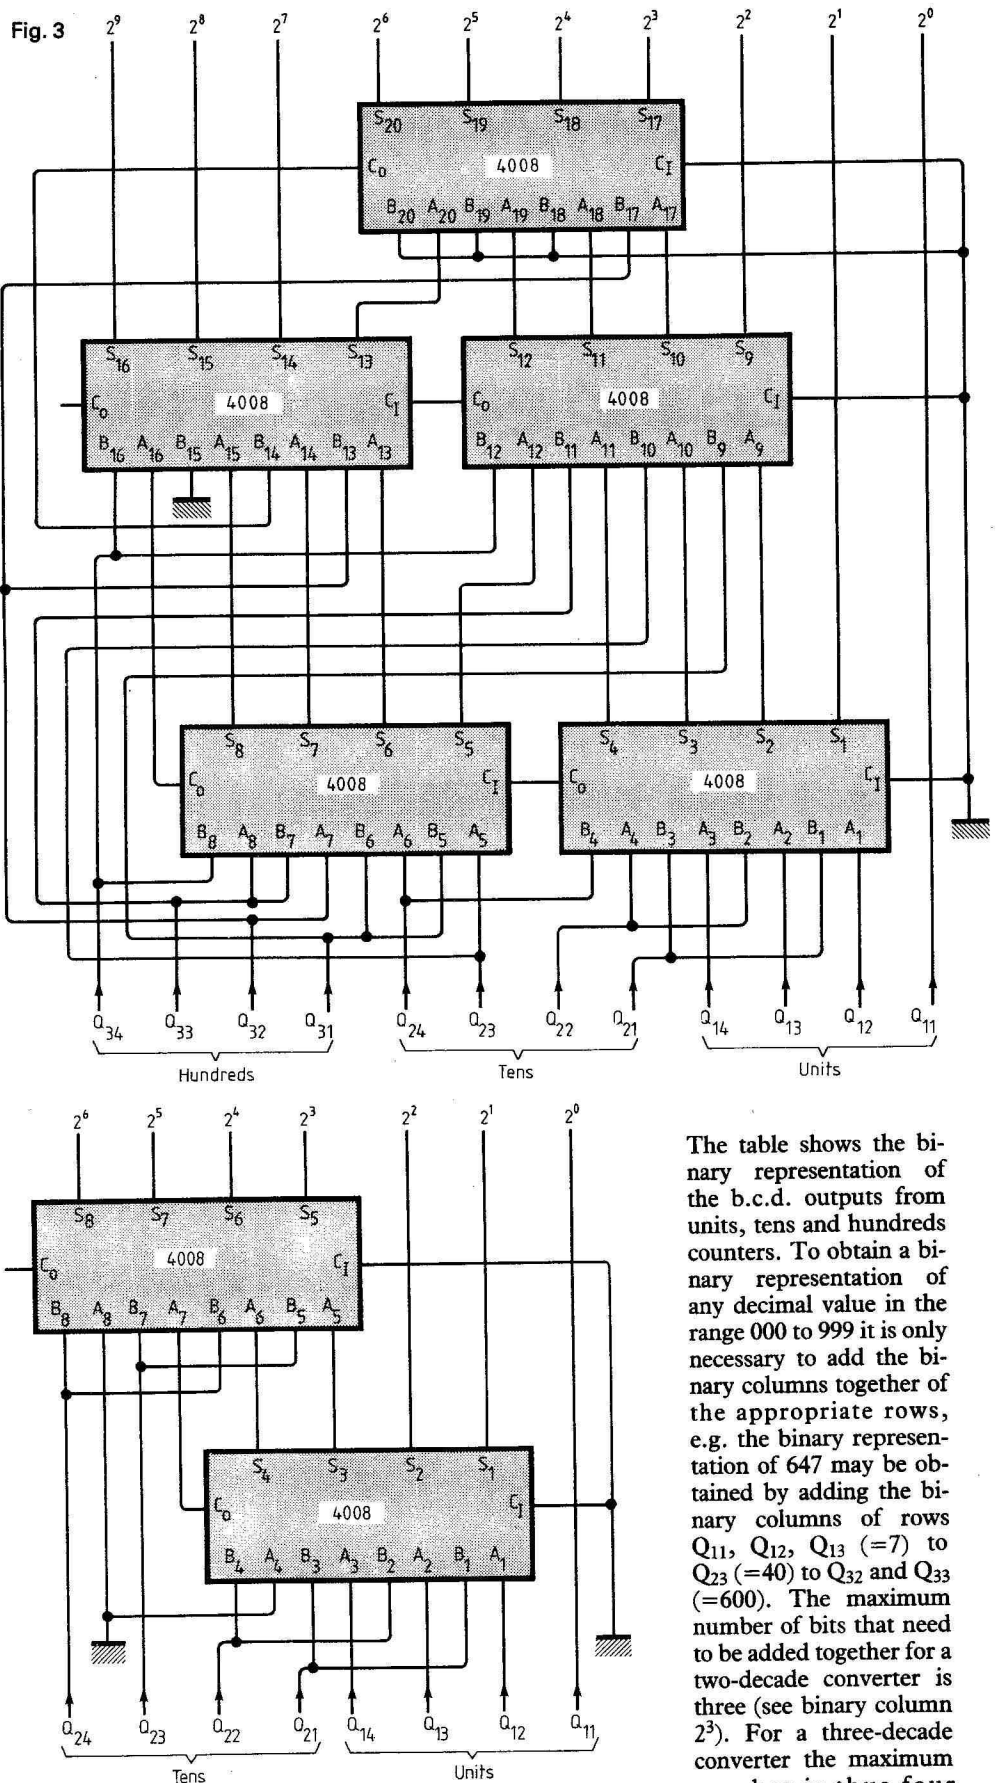 Fig. 3
2⁹ 2⁸ 2⁷ 2⁶ 2⁵ 2⁴ 2³ 2² 2¹ 2⁰
S₂₀ S₁₉ S₁₈ S₁₇
C₀ 4008 C_I
B₂₀ A₂₀ B₁₉ A₁₉ B₁₈ A₁₈ B₁₇ A₁₇
S₁₆ S₁₅ S₁₄ S₁₃
C₀ 4008 C_I
B₁₆ A₁₆ B₁₅ A₁₅ B₁₄ A₁₄ B₁₃ A₁₃
S₁₂ S₁₁ S₁₀ S₉
C₀ 4008 C_I
B₁₂ A₁₂ B₁₁ A₁₁ B₁₀ A₁₀ B₉ A₉
S₈ S₇ S₆ S₅
C₀ 4008 C_I
B₈ A₈ B₇ A₇ B₆ A₆ B₅ A₅
S₄ S₃ S₂ S₁
C₀ 4008 C_I
B₄ A₄ B₃ A₃ B₂ A₂ B₁ A₁
Q₃₄ Q₃₃ Q₃₂ Q₃₁ Q₂₄ Q₂₃ Q₂₂ Q₂₁ Q₁₄ Q₁₃ Q₁₂ Q₁₁
Hundreds Tens Units
2⁶ 2⁵ 2⁴ 2³ 2² 2¹ 2⁰
S₈ S₇ S₆ S₅
C₀ 4008 C_I
B₈ A₈ B₇ A₇ B₆ A₆ B₅ A₅
S₄ S₃ S₂ S₁
C₀ 4008 C_I
B₄ A₄ B₃ A₃ B₂ A₂ B₁ A₁
Q₂₄ Q₂₃ Q₂₂ Q₂₁ Q₁₄ Q₁₃ Q₁₂ Q₁₁
Tens Units
The table shows the bi-
nary representation of
the b.c.d. outputs from
units, tens and hundreds
counters. To obtain a bi-
nary representation of
any decimal value in the
range 000 to 999 it is only
necessary to add the bi-
nary columns together of
the appropriate rows,
e.g. the binary represen-
tation of 647 may be ob-
tained by adding the bi-
nary columns of rows
Q₁₁, Q₁₂, Q₁₃ (=7) to
Q₂₃ (=40) to Q₃₂ and Q₃₃
(=600). The maximum
number of bits that need
to be added together for a
two-decade converter is
three (see binary column
2³). For a three-decade
converter the maximum